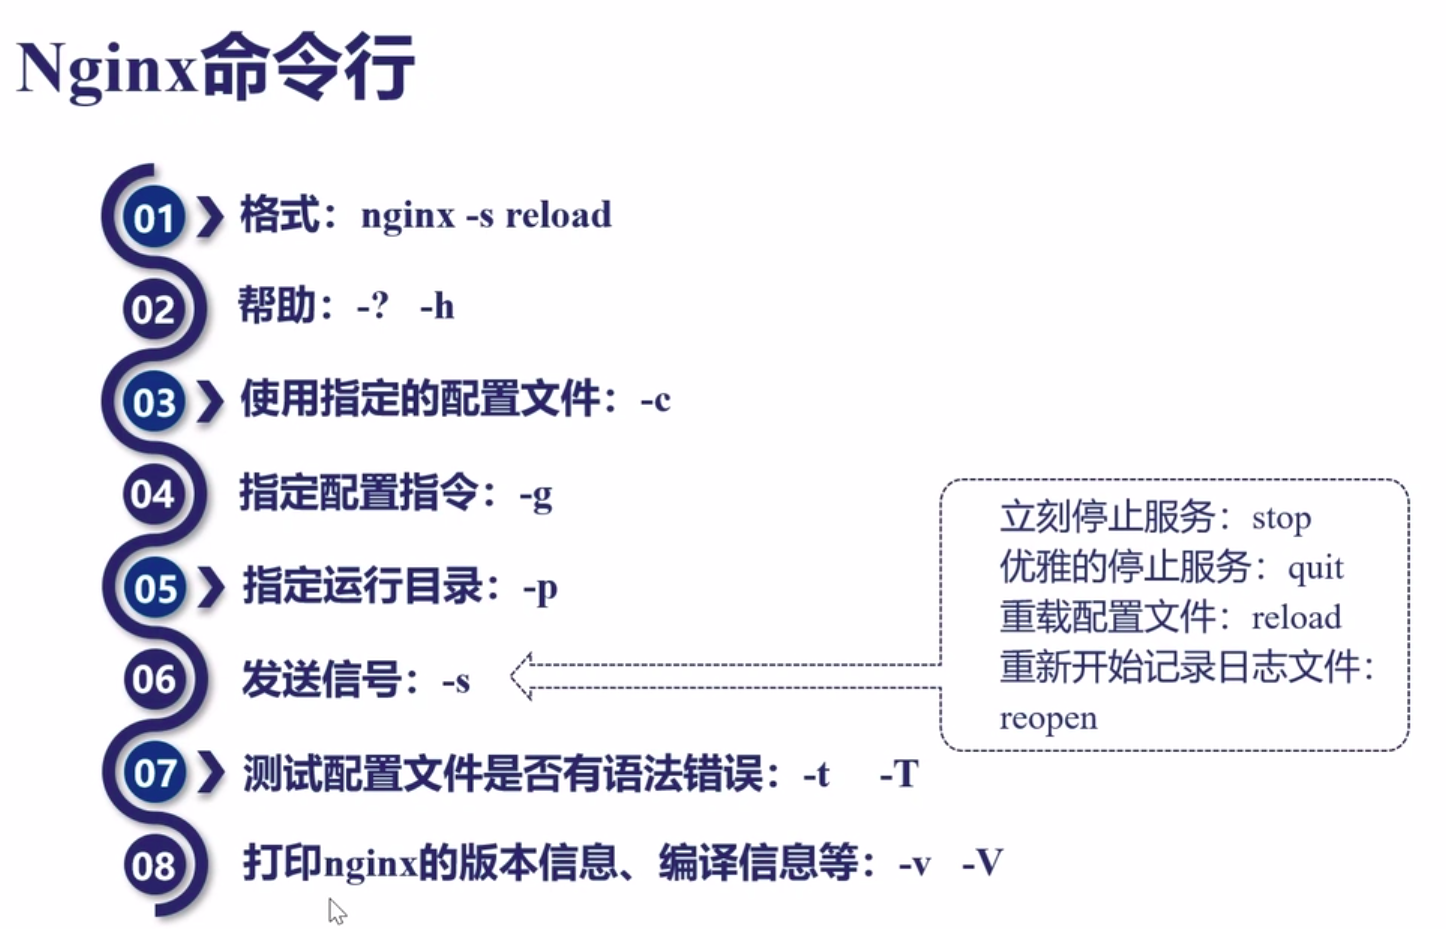 Nginx命令行
01 格式：nginx -s reload
02 帮助：-? -h
03 使用指定的配置文件：-c
04 指定配置指令：-g
05 指定运行目录：-p
立刻停止服务：stop
优雅的停止服务：quit
重载配置文件：reload
重新开始记录日志文件：
reopen
06 发送信号：-s
07 测试配置文件是否有语法错误：-t -T
08 打印nginx的版本信息、编译信息等：-v -V